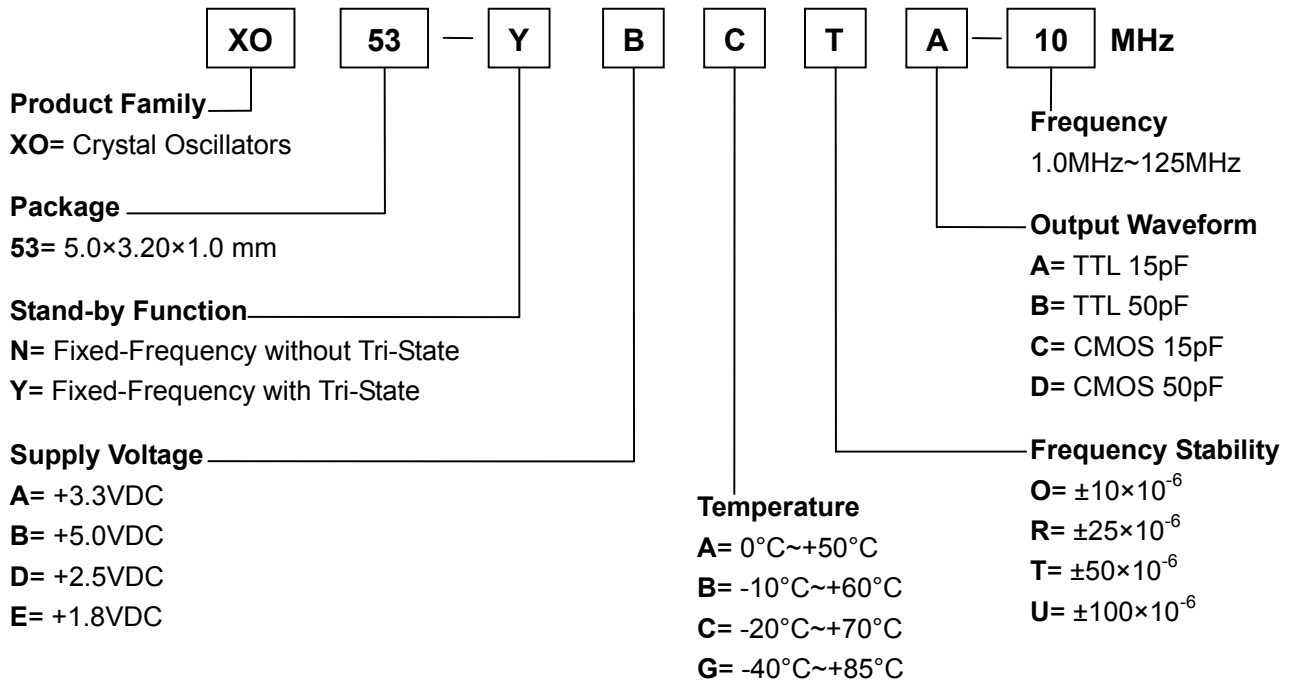 XO 53 — Y B C T A — 10 MHz
Product Family
XO= Crystal Oscillators
Package
53= 5.0×3.20×1.0 mm
Stand-by Function
N= Fixed-Frequency without Tri-State
Y= Fixed-Frequency with Tri-State
Supply Voltage
A= +3.3VDC
B= +5.0VDC
D= +2.5VDC
E= +1.8VDC
Temperature
A= 0°C~+50°C
B= -10°C~+60°C
C= -20°C~+70°C
G= -40°C~+85°C
Frequency
1.0MHz~125MHz
Output Waveform
A= TTL 15pF
B= TTL 50pF
C= CMOS 15pF
D= CMOS 50pF
Frequency Stability
O= ±10×10⁻⁶
R= ±25×10⁻⁶
T= ±50×10⁻⁶
U= ±100×10⁻⁶